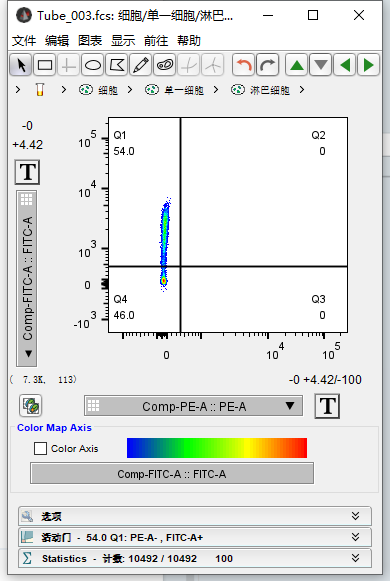 Tube_003.fcs: 细胞/单一细胞/淋巴...
文件 编辑 图表 显示 前往 帮助
T
> > 细胞 > 单一细胞 > 淋巴细胞 >
-0
+4.42
T
Comp-FITC-A :: FITC-A
Q1
54.0
Q2
0
Q4
46.0
Q3
0
10^5
10^4
10^3
0
-10^3
0 10^4 10^5
( 7.3K, 113)
-0 +4.42/-100
Comp-PE-A :: PE-A
T
Color Map Axis
Color Axis
Comp-FITC-A :: FITC-A
选项
活动门 - 54.0 Q1: PE-A- , FITC-A+
Statistics - 计数: 10492 / 10492 100